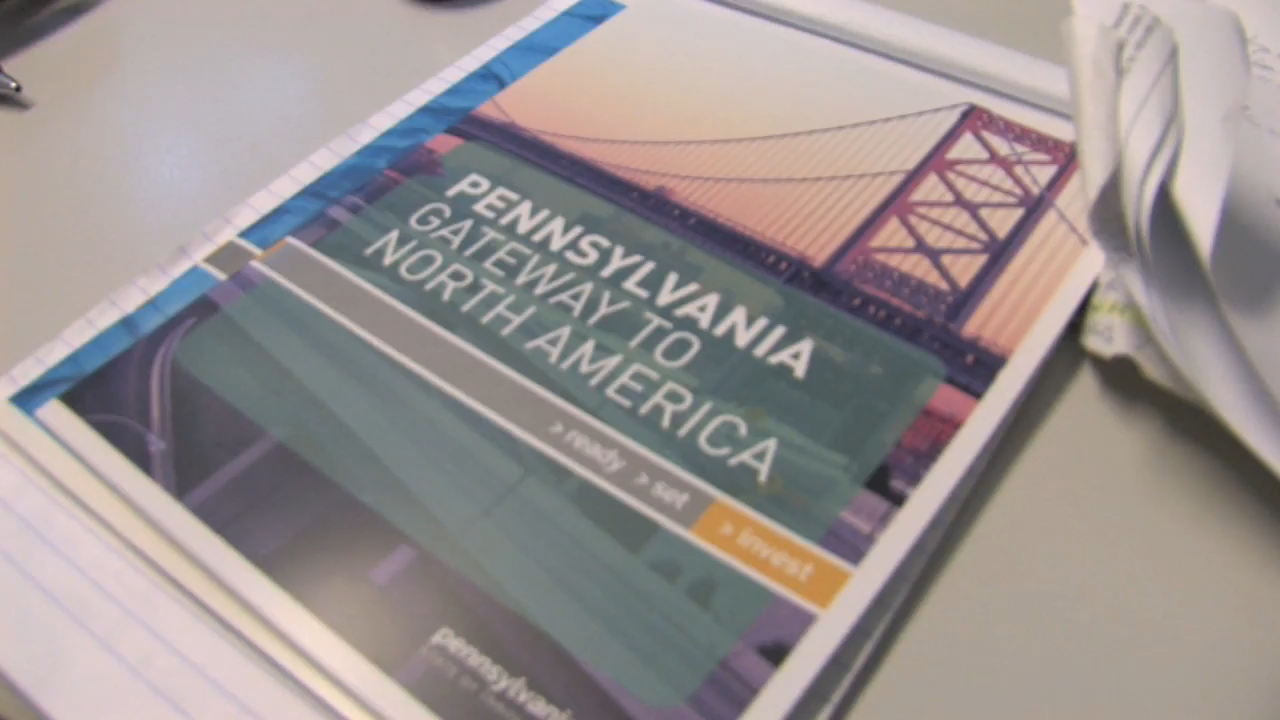 PENNSYLVANIA
GATEWAY TO
NORTH AMERICA
> ready > set > invest